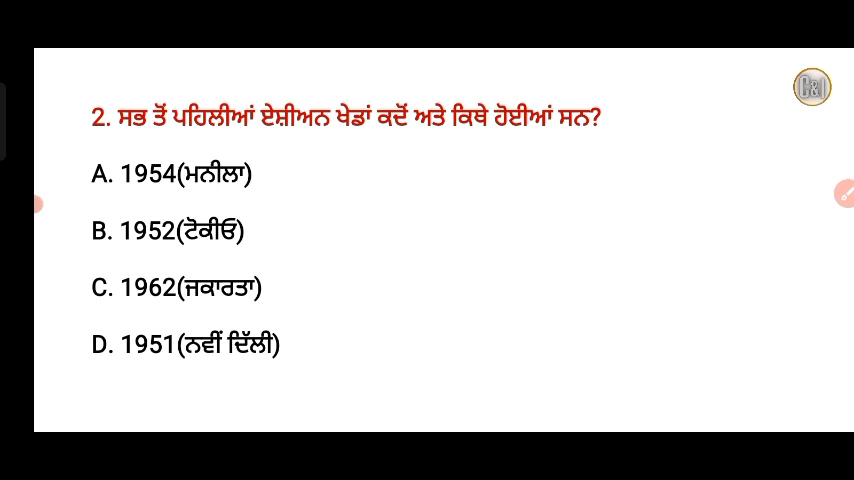 C&I
2. ਸਭ ਤੋਂ ਪਹਿਲੀਆਂ ਏਸ਼ੀਅਨ ਖੇਡਾਂ ਕਦੋਂ ਅਤੇ ਕਿਥੇ ਹੋਈਆਂ ਸਨ?
A. 1954(ਮਨੀਲਾ)
B. 1952(ਟੋਕੀਓ)
C. 1962(ਜਕਾਰਤਾ)
D. 1951(ਨਵੀਂ ਦਿੱਲੀ)